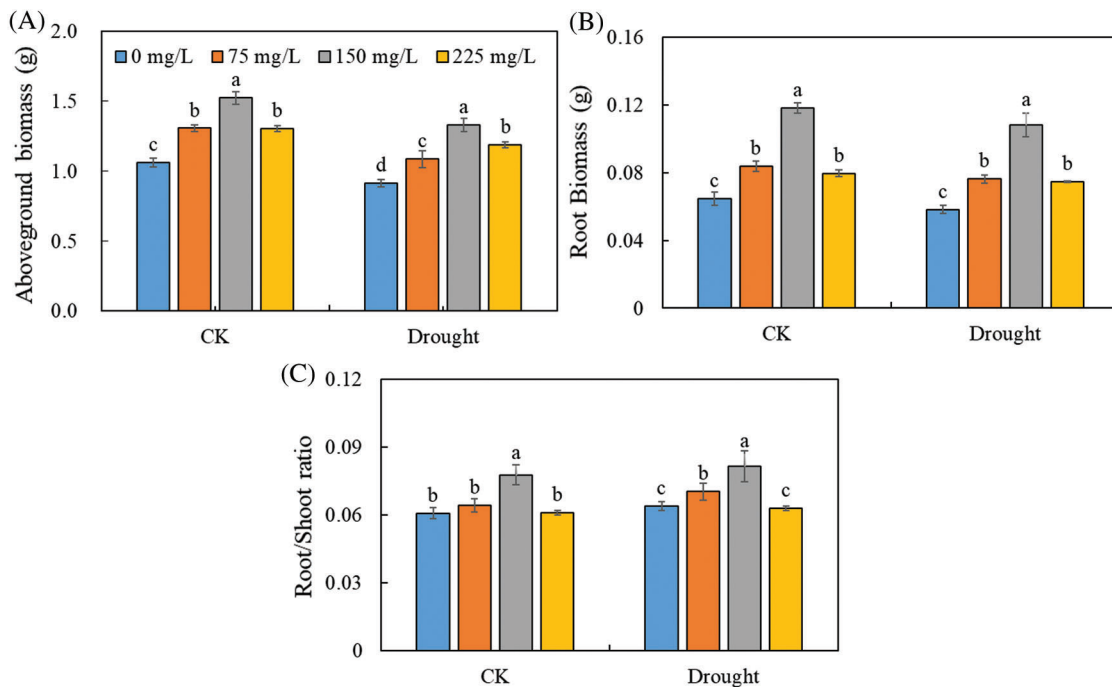 (A)
Aboveground biomass (g)
2.0
1.5
1.0
0.5
0.0
0 mg/L 75 mg/L 150 mg/L 225 mg/L
c b a b
d c a b
CK Drought
(B)
Root Biomass (g)
0.16
0.12
0.08
0.04
0
c b a b
c b a b
CK Drought
(C)
Root/Shoot ratio
0.12
0.09
0.06
0.03
0
b b a b
c b a c
CK Drought